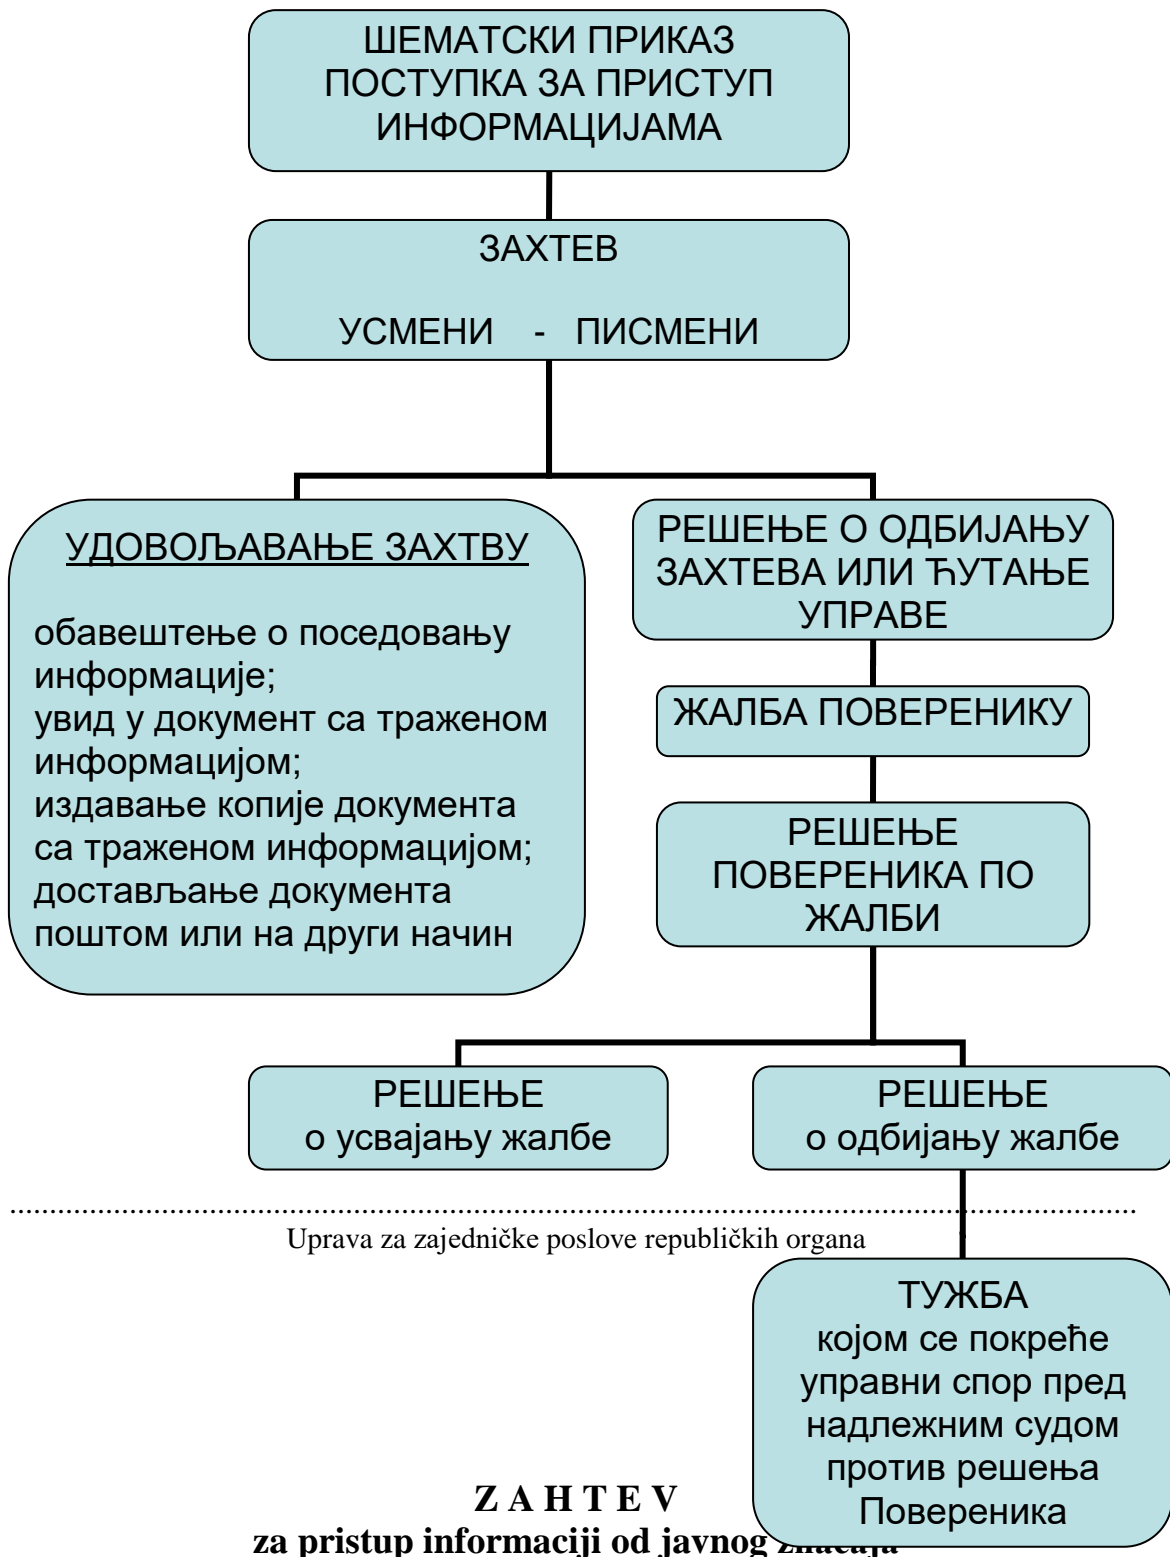 ШЕМАТСКИ ПРИКАЗ
ПОСТУПКА ЗА ПРИСТУП
ИНФОРМАЦИЈАМА
ЗАХТЕВ
УСМЕНИ - ПИСМЕНИ
УДОВОЉАВАЊЕ ЗАХТВУ
обавештење о поседовању
информације;
увид у документ са траженом
информацијом;
издавање копије документа
са траженом информацијом;
достављање документа
поштом или на други начин
РЕШЕЊЕ О ОДБИЈАЊУ
ЗАХТЕВА ИЛИ ЋУТАЊЕ
УПРАВЕ
ЖАЛБА ПОВЕРЕНИКУ
РЕШЕЊЕ
ПОВЕРЕНИКА ПО
ЖАЛБИ
РЕШЕЊЕ
о усвајању жалбе
РЕШЕЊЕ
о одбијању жалбе
Uprava za zajedničke poslove republičkih organa
ТУЖБА
којом се покреће
управни спор пред
надлежним судом
против решења
Повереника
Z A H T E V
za pristup informaciji od javnog